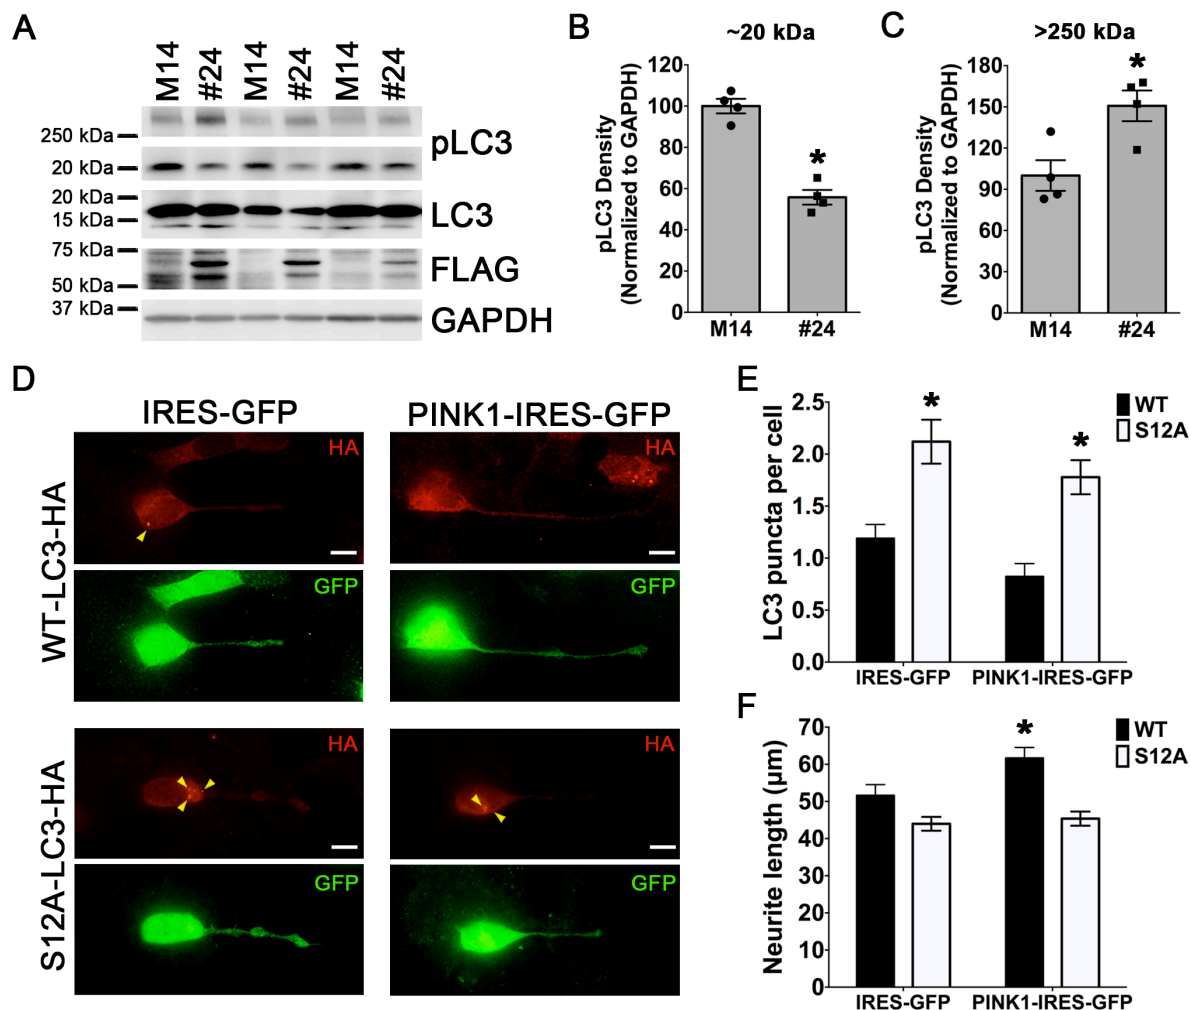 A
M14 #24 M14 #24 M14 #24
250 kDa
pLC3
20 kDa
20 kDa
LC3
15 kDa
75 kDa
FLAG
50 kDa
37 kDa
GAPDH
B
~20 kDa
pLC3 Density
(Normalized to GAPDH)
120
100
80
60
40
20
0
*
M14 #24
C
>250 kDa
pLC3 Density
(Normalized to GAPDH)
180
150
120
90
60
30
0
*
M14 #24
D
IRES-GFP PINK1-IRES-GFP
WT-LC3-HA
HA HA
GFP GFP
S12A-LC3-HA
HA HA
GFP GFP
E
LC3 puncta per cell
2.5
2.0
1.5
1.0
0.5
0.0
* *
WT
S12A
IRES-GFP PINK1-IRES-GFP
F
Neurite length (µm)
70
60
50
40
30
20
10
0
*
WT
S12A
IRES-GFP PINK1-IRES-GFP